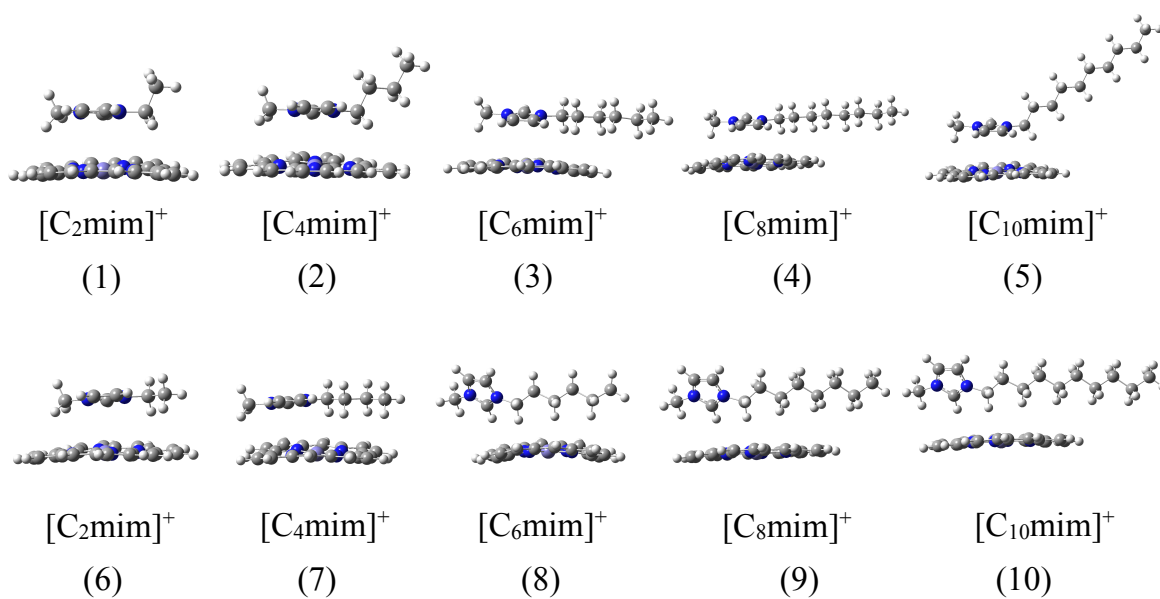 [C₂mim]⁺ [C₄mim]⁺ [C₆mim]⁺ [C₈mim]⁺ [C₁₀mim]⁺
(1) (2) (3) (4) (5)
[C₂mim]⁺ [C₄mim]⁺ [C₆mim]⁺ [C₈mim]⁺ [C₁₀mim]⁺
(6) (7) (8) (9) (10)